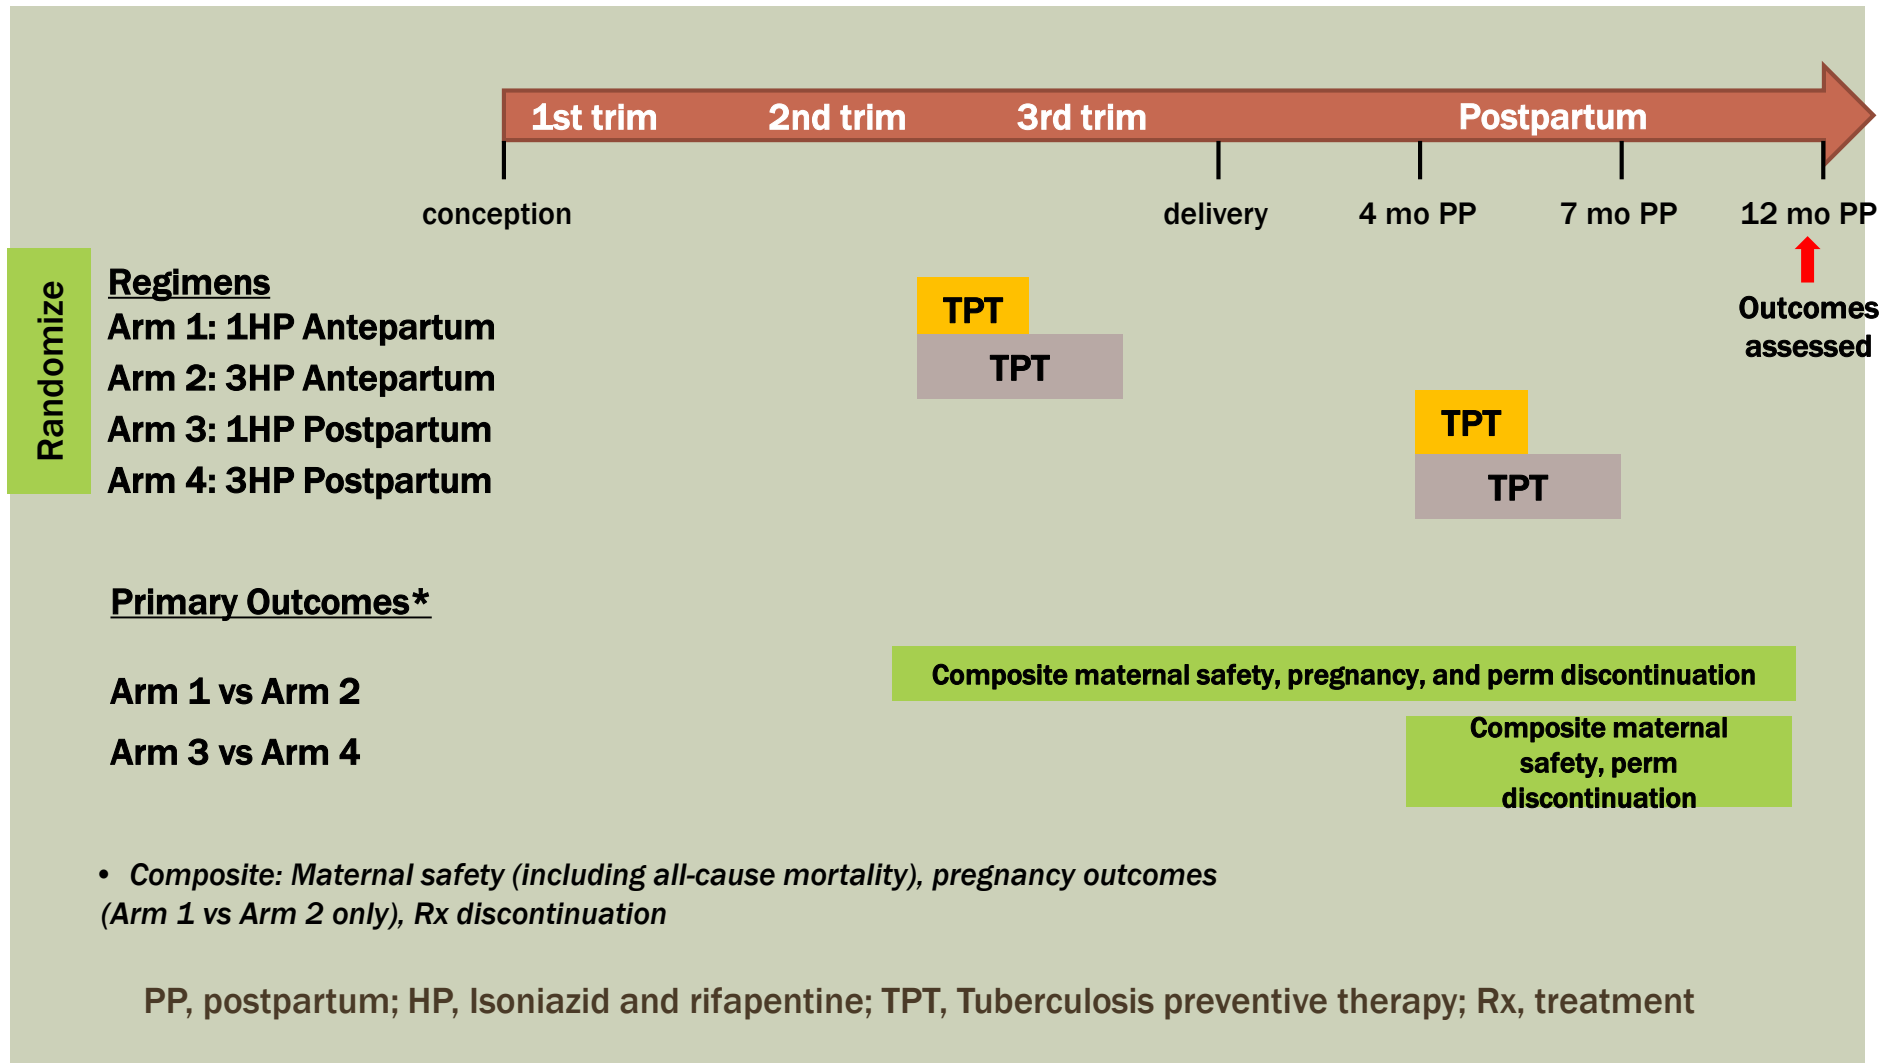 1st trim 2nd trim 3rd trim Postpartum
conception delivery 4 mo PP 7 mo PP 12 mo PP
Randomize
Regimens
Arm 1: 1HP Antepartum
Arm 2: 3HP Antepartum
Arm 3: 1HP Postpartum
Arm 4: 3HP Postpartum
TPT
TPT
TPT
TPT
Outcomes
assessed
Primary Outcomes*
Arm 1 vs Arm 2
Composite maternal safety, pregnancy, and perm discontinuation
Arm 3 vs Arm 4
Composite maternal
safety, perm
discontinuation
• Composite: Maternal safety (including all-cause mortality), pregnancy outcomes
(Arm 1 vs Arm 2 only), Rx discontinuation
PP, postpartum; HP, Isoniazid and rifapentine; TPT, Tuberculosis preventive therapy; Rx, treatment